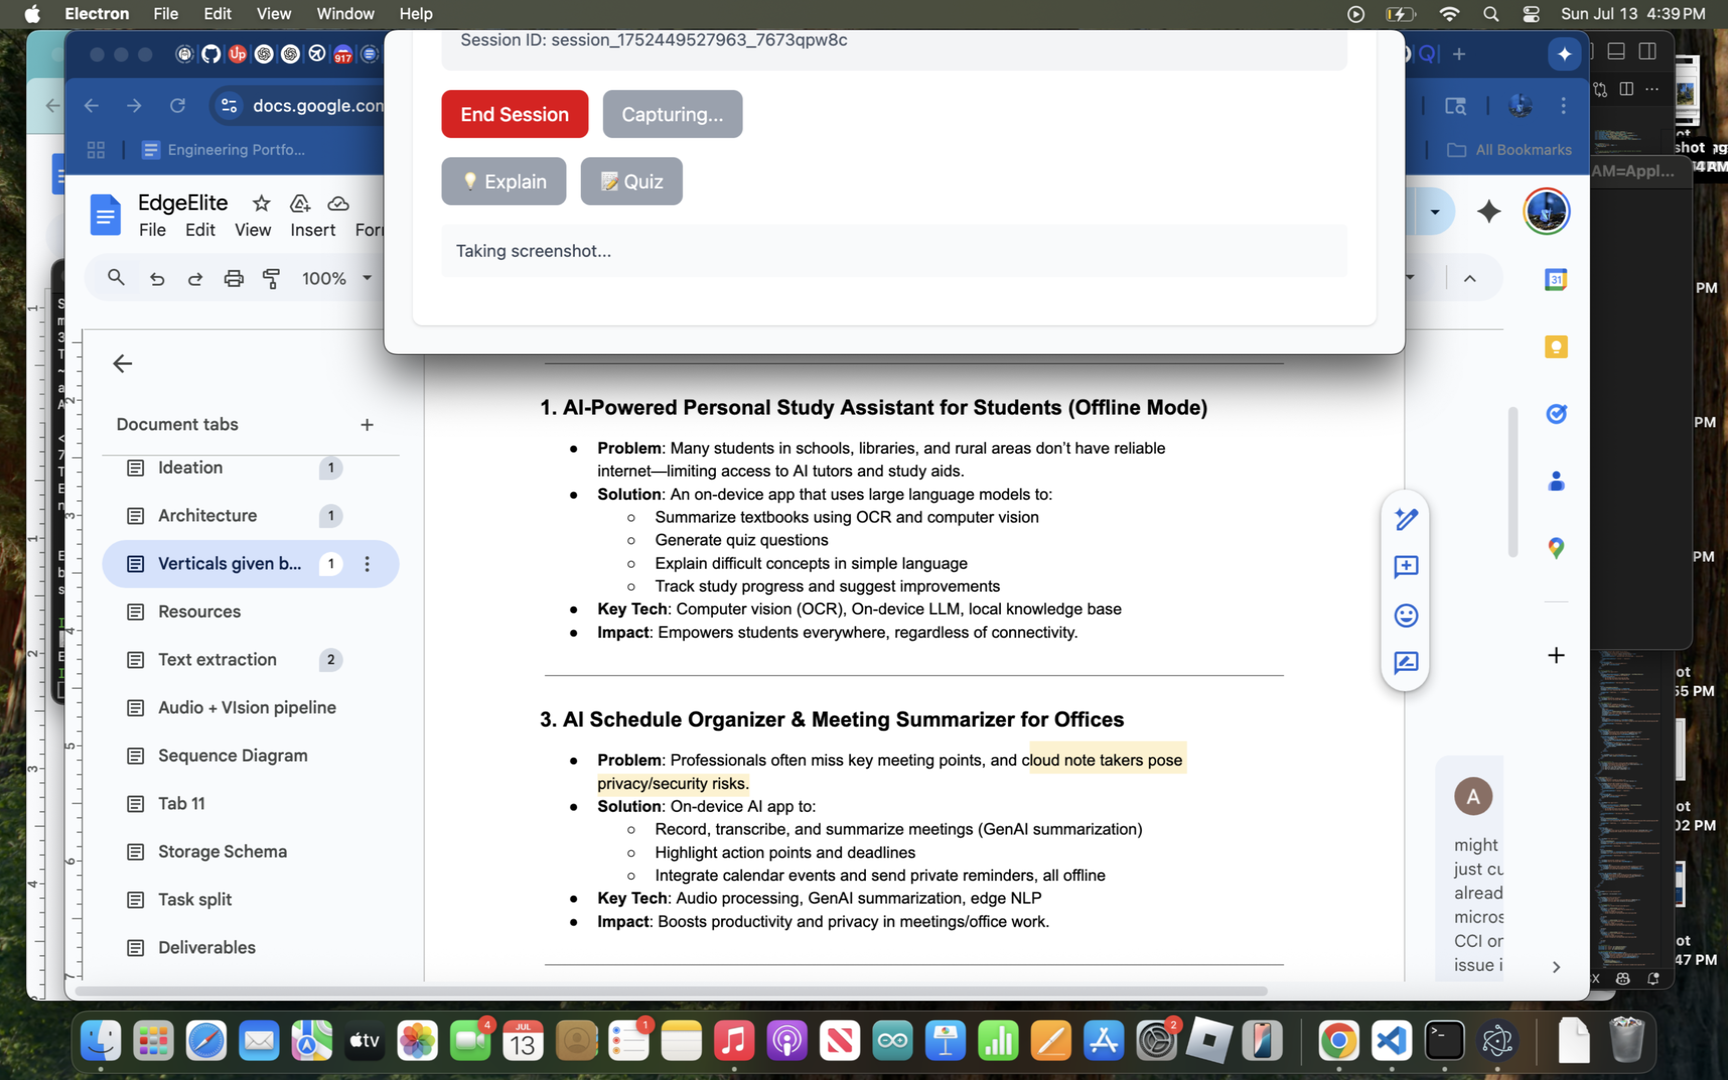 Electron File Edit View Window Help
Sun Jul 13 4:39 PM
Session ID: session_1752449527963_7673qpw8c
End Session Capturing...
💡 Explain 📝 Quiz
Taking screenshot...
Up
917
docs.google.com
Engineering Portfo...
All Bookmarks
EdgeElite
File Edit View Insert
100%
Document tabs
Ideation 1
Architecture 1
Verticals given b... 1
Resources
Text extraction 2
Audio + VIsion pipeline
Sequence Diagram
Tab 11
Storage Schema
Task split
Deliverables
1. AI-Powered Personal Study Assistant for Students (Offline Mode)
● Problem: Many students in schools, libraries, and rural areas don’t have reliable
internet—limiting access to AI tutors and study aids.
● Solution: An on-device app that uses large language models to:
○ Summarize textbooks using OCR and computer vision
○ Generate quiz questions
○ Explain difficult concepts in simple language
○ Track study progress and suggest improvements
● Key Tech: Computer vision (OCR), On-device LLM, local knowledge base
● Impact: Empowers students everywhere, regardless of connectivity.
3. AI Schedule Organizer & Meeting Summarizer for Offices
● Problem: Professionals often miss key meeting points, and cloud note takers pose
privacy/security risks.
● Solution: On-device AI app to:
○ Record, transcribe, and summarize meetings (GenAI summarization)
○ Highlight action points and deadlines
○ Integrate calendar events and send private reminders, all offline
● Key Tech: Audio processing, GenAI summarization, edge NLP
● Impact: Boosts productivity and privacy in meetings/office work.
A
might
just cu
alread
micros
CCI or
issue i
AM=Appl...
31
PM
PM
PM
ot
55 PM
ot
02 PM
ot
47 PM
tv
4
JUL
13
1
2